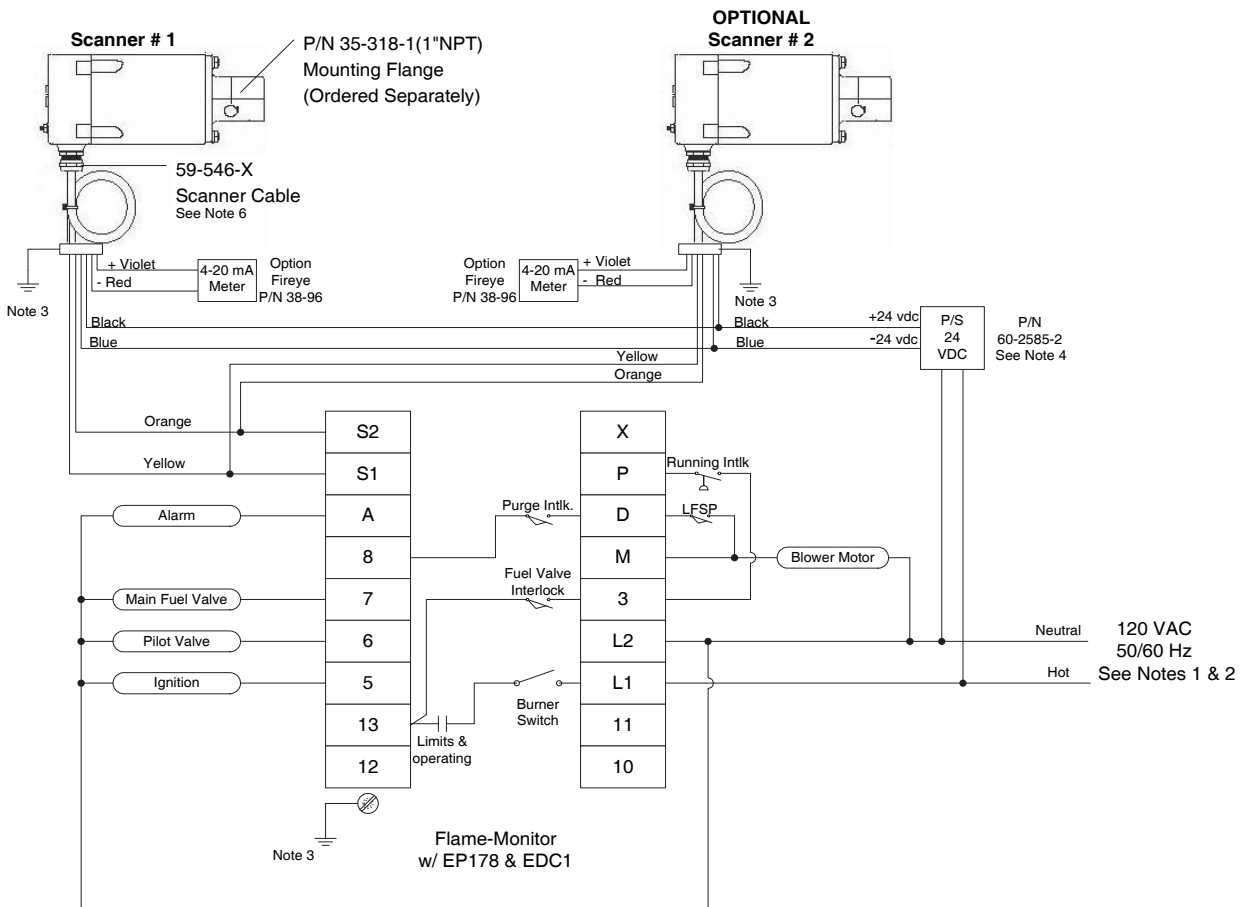 OPTIONAL
Scanner # 1
Scanner # 2
P/N 35-318-1(1"NPT)
Mounting Flange
(Ordered Separately)
59-546-X
Scanner Cable
See Note 6
+ Violet
- Red
4-20 mA
Meter
Option
Fireye
P/N 38-96
Note 3
Option
Fireye
P/N 38-96
4-20 mA
Meter
+ Violet
- Red
Note 3
Black
Blue
Black
Blue
+24 vdc
-24 vdc
P/S
24
VDC
P/N
60-2585-2
See Note 4
Yellow
Orange
Orange
Yellow
S2
S1
A
8
7
6
5
13
12
X
P
D
M
3
L2
L1
11
10
Alarm
Main Fuel Valve
Pilot Valve
Ignition
Running Intlk
Purge Intlk.
LFSP
Blower Motor
Fuel Valve
Interlock
Burner
Switch
Limits &
operating
Neutral
Hot
120 VAC
50/60 Hz
See Notes 1 & 2
Note 3
Flame-Monitor
w/ EP178 & EDC1